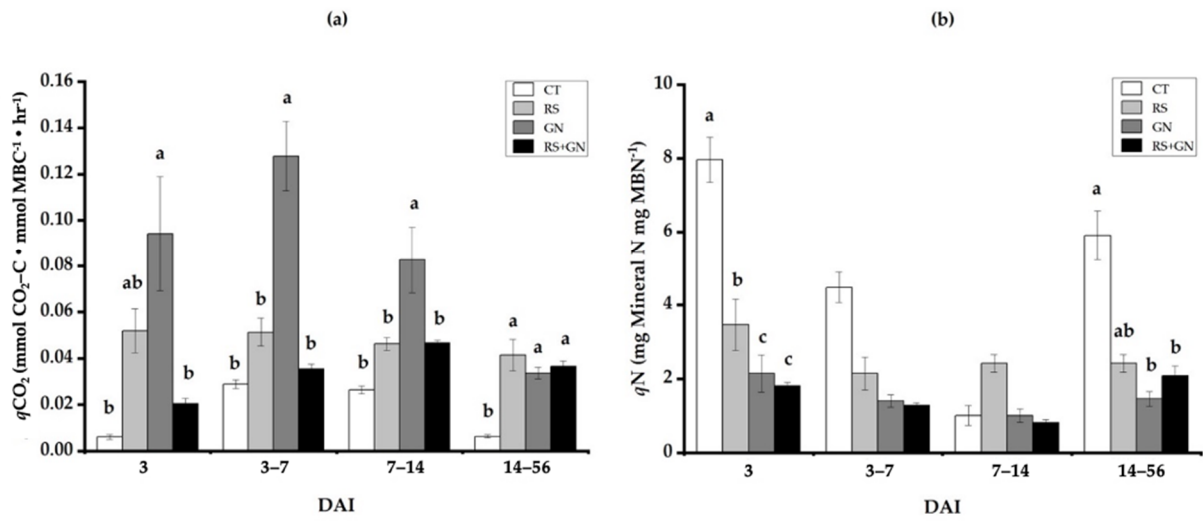 (a)
qCO₂ (mmol CO₂–C • mmol MBC⁻¹ • hr⁻¹)
0.16
0.14
0.12
0.10
0.08
0.06
0.04
0.02
0.00
CT
RS
GN
RS+GN
b
ab
a
b
b
b
a
b
b
b
a
b
b
a
a
a
3
3–7
7–14
14–56
DAI
(b)
qN (mg Mineral N mg MBN⁻¹)
10
8
6
4
2
0
CT
RS
GN
RS+GN
a
b
c
c
a
ab
b
b
3
3–7
7–14
14–56
DAI